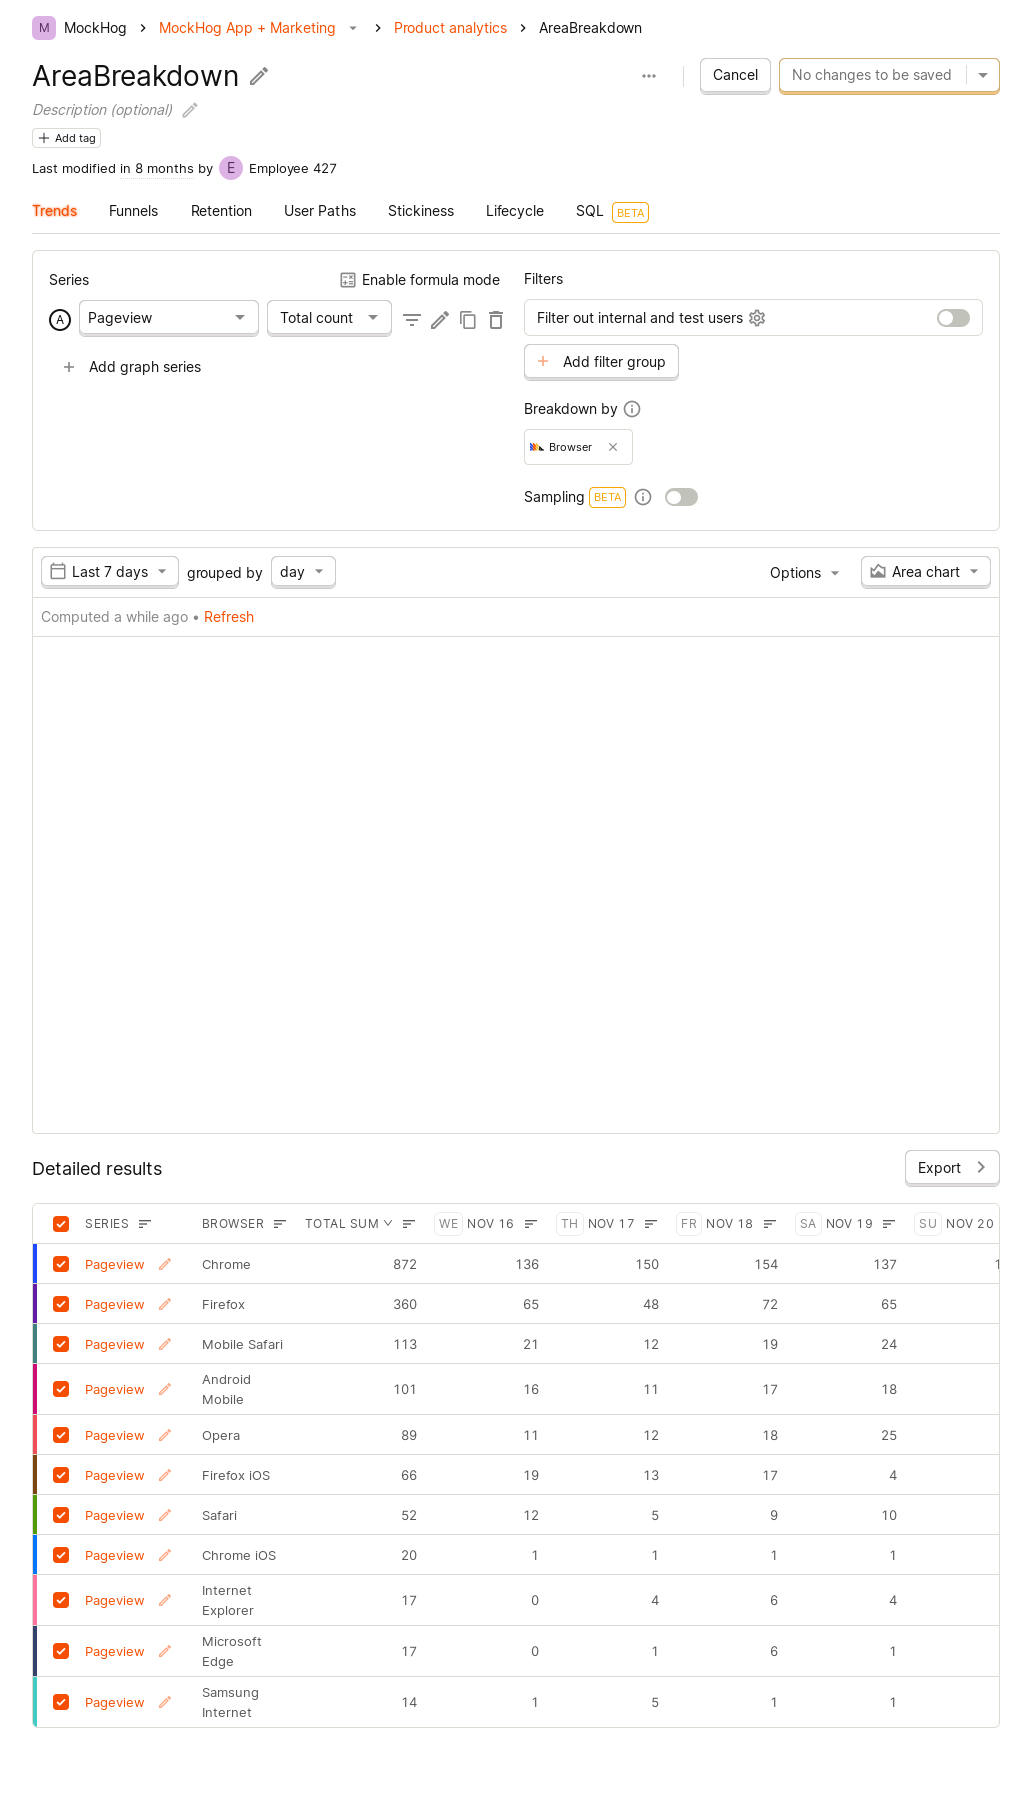 M MockHog MockHog App + Marketing Product analytics AreaBreakdown
AreaBreakdown
Cancel No changes to be saved
Description (optional)
Add tag
Last modified in 8 months by E Employee 427
Trends Funnels Retention User Paths Stickiness Lifecycle SQL BETA
Series Enable formula mode
Filters
A Pageview Total count
Filter out internal and test users
Add graph series
Add filter group
Breakdown by
Browser
Sampling BETA
Last 7 days grouped by day
Options Area chart
Computed a while ago • Refresh
Detailed results
Export
SERIES BROWSER TOTAL SUM WE NOV 16 TH NOV 17 FR NOV 18 SA NOV 19 SU NOV 20
Pageview Chrome 872 136 150 154 137 1
Pageview Firefox 360 65 48 72 65
Pageview Mobile Safari 113 21 12 19 24
Pageview Android Mobile 101 16 11 17 18
Pageview Opera 89 11 12 18 25
Pageview Firefox iOS 66 19 13 17 4
Pageview Safari 52 12 5 9 10
Pageview Chrome iOS 20 1 1 1 1
Pageview Internet Explorer 17 0 4 6 4
Pageview Microsoft Edge 17 0 1 6 1
Pageview Samsung Internet 14 1 5 1 1